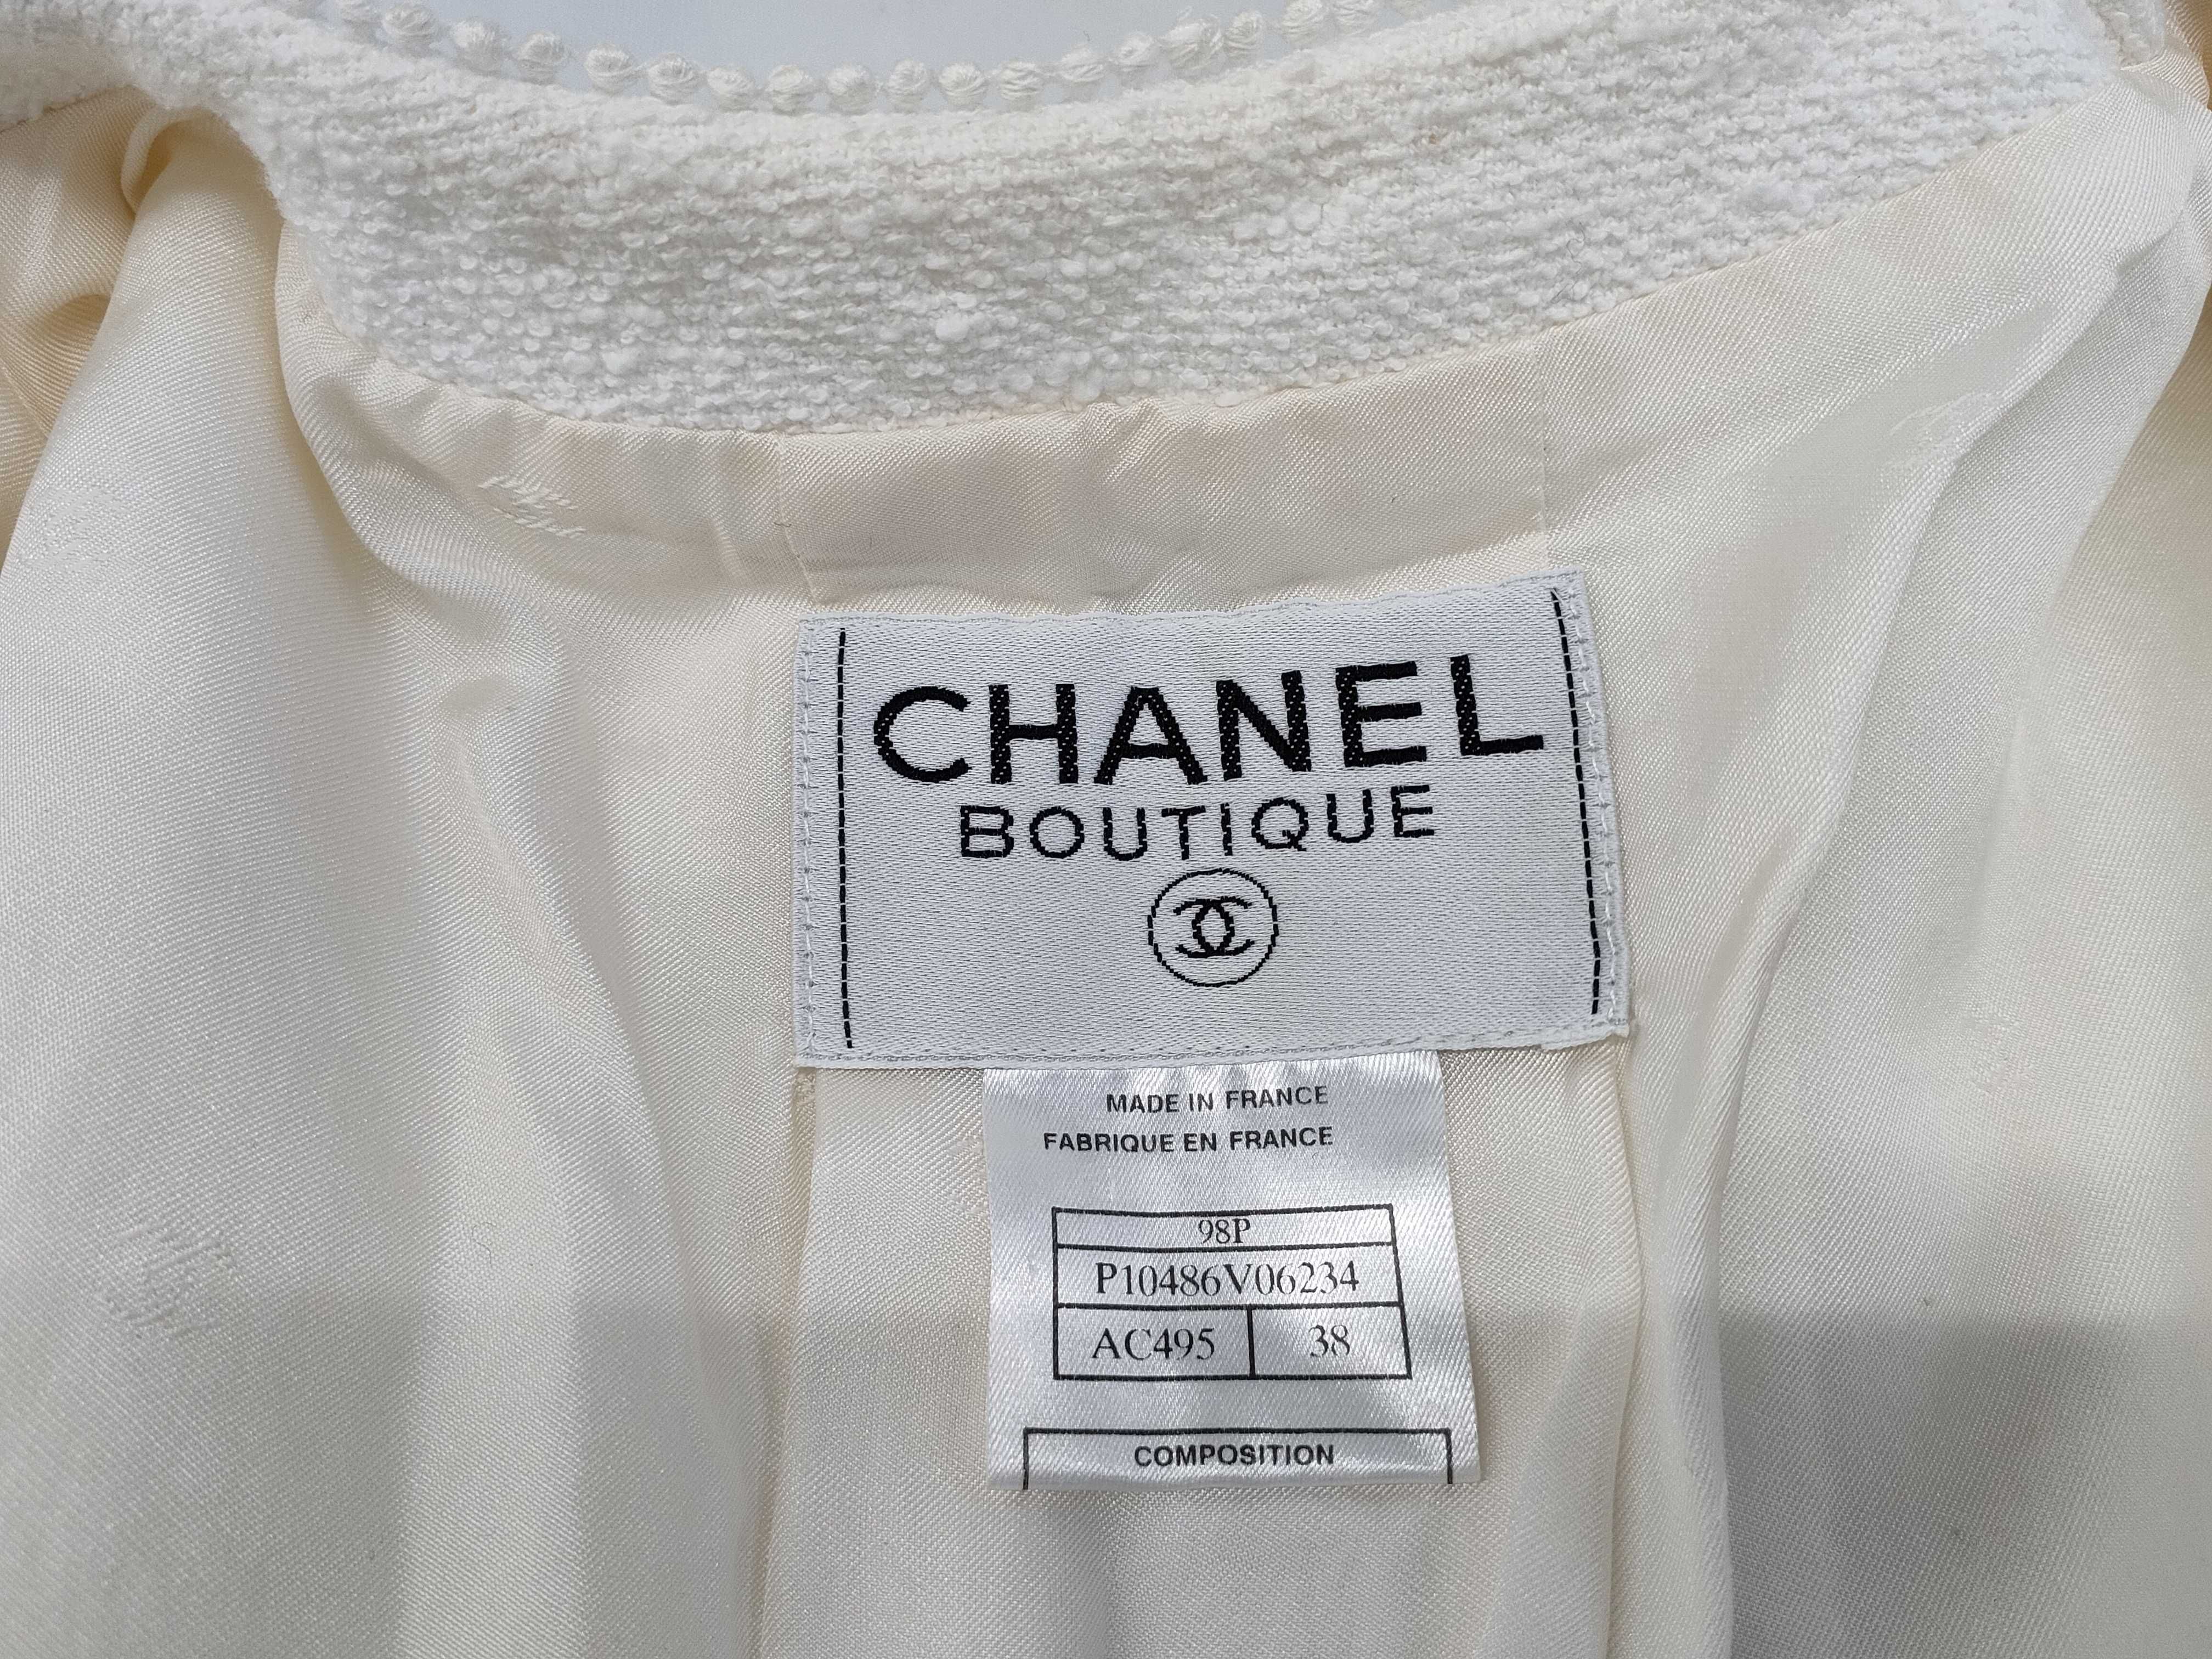 CHANEL
BOUTIQUE
MADE IN FRANCE
FABRIQUE EN FRANCE
98P
P10486V06234
AC495 38
COMPOSITION